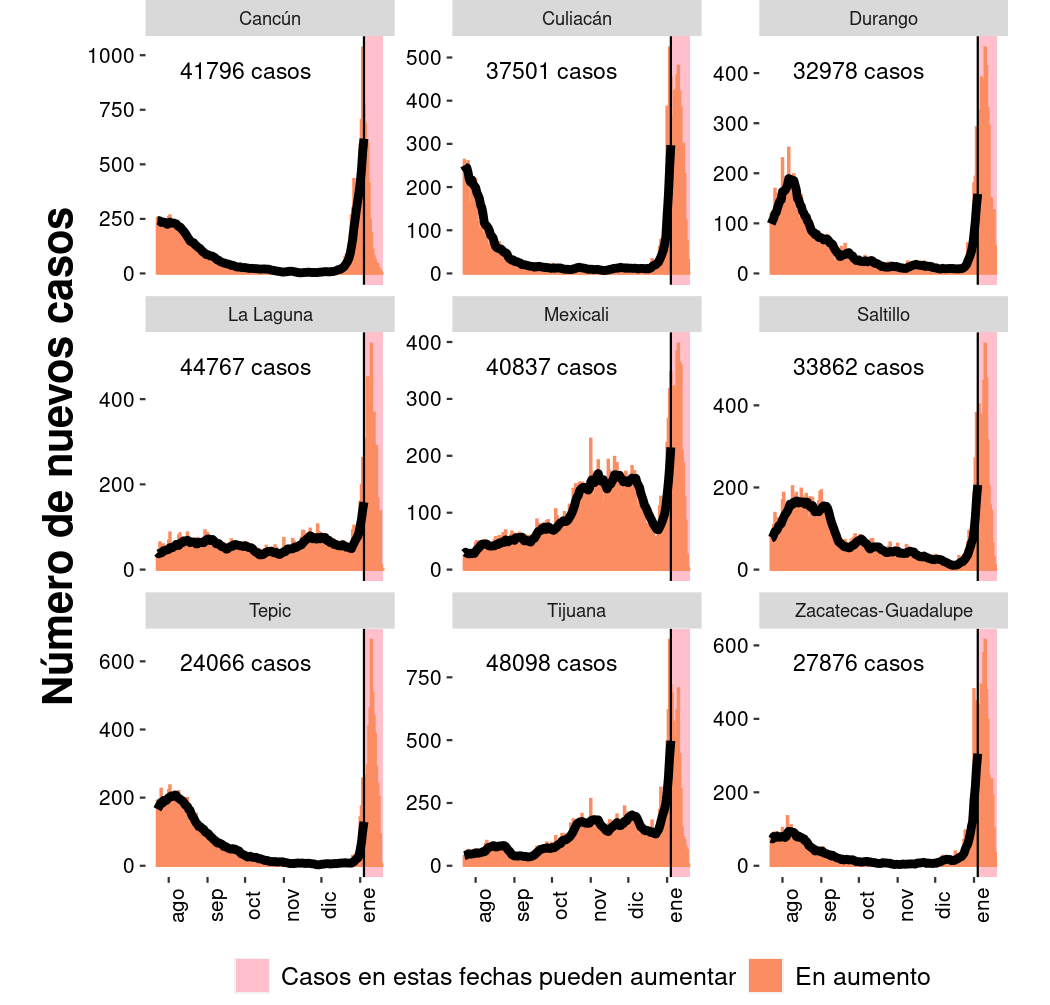 Cancún Culiacán Durango
1000
750
500
250
0
41796 casos
500
400
300
200
100
0
37501 casos
400
300
200
100
0
32978 casos
La Laguna Mexicali Saltillo
400
200
0
44767 casos
400
300
200
100
0
40837 casos
400
200
0
33862 casos
Tepic Tijuana Zacatecas-Guadalupe
600
400
200
0
24066 casos
750
500
250
0
48098 casos
600
400
200
0
27876 casos
ago sep oct nov dic ene
ago sep oct nov dic ene
ago sep oct nov dic ene
Número de nuevos casos
Casos en estas fechas pueden aumentar En aumento